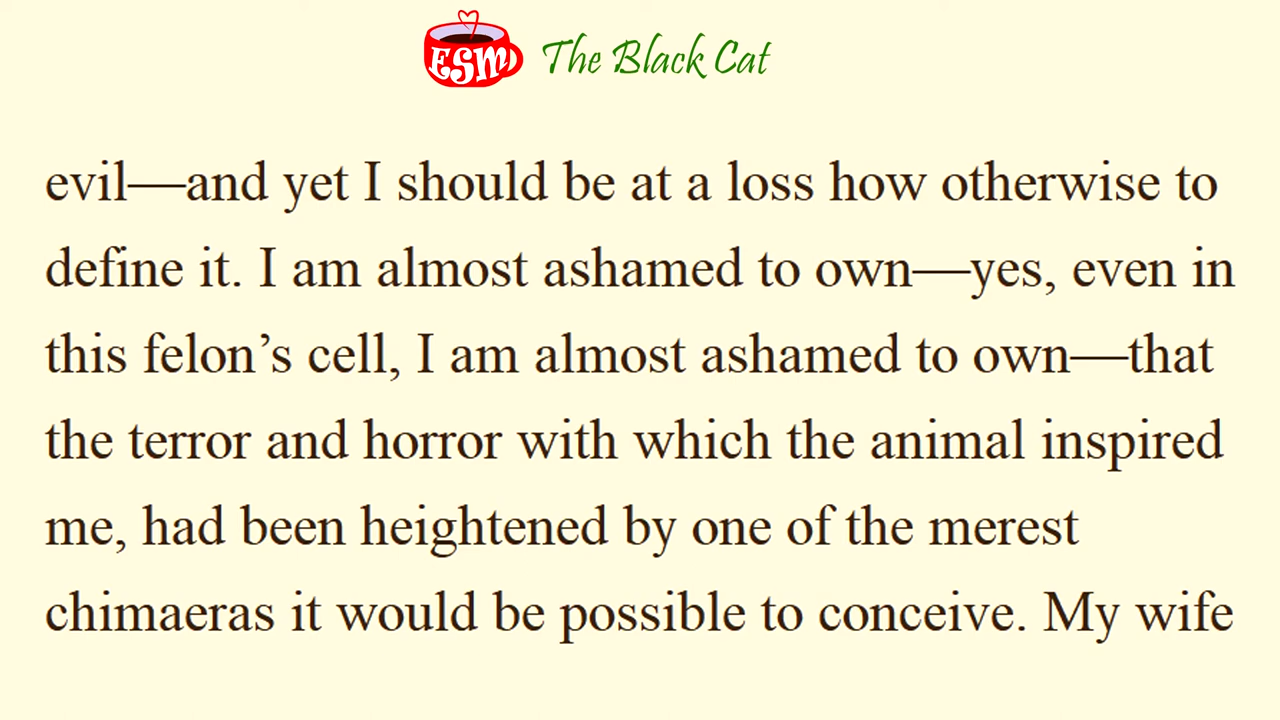 ESM The Black Cat
evil—and yet I should be at a loss how otherwise to
define it. I am almost ashamed to own—yes, even in
this felon’s cell, I am almost ashamed to own—that
the terror and horror with which the animal inspired
me, had been heightened by one of the merest
chimaeras it would be possible to conceive. My wife